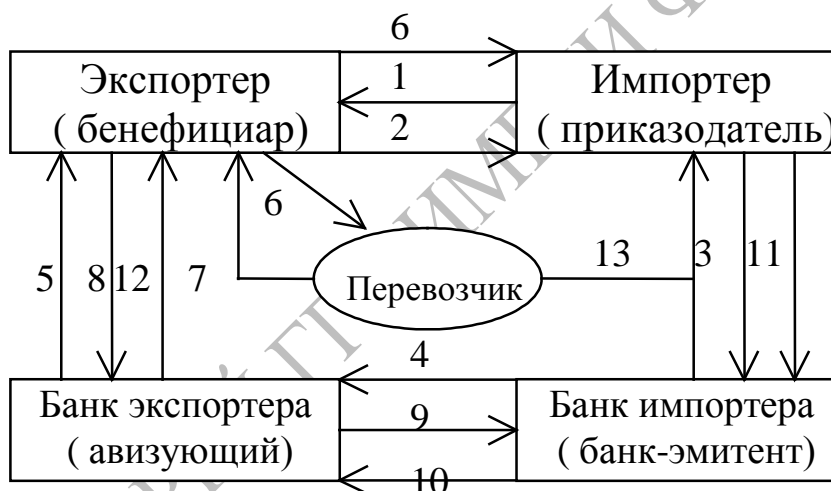 6
Экспортер
( бенефициар)
1
2
Импортер
( приказодатель)
6
5
8
12
7
Перевозчик
13
3
11
Банк экспортера
( авизующий)
4
9
10
Банк импортера
( банк-эмитент)